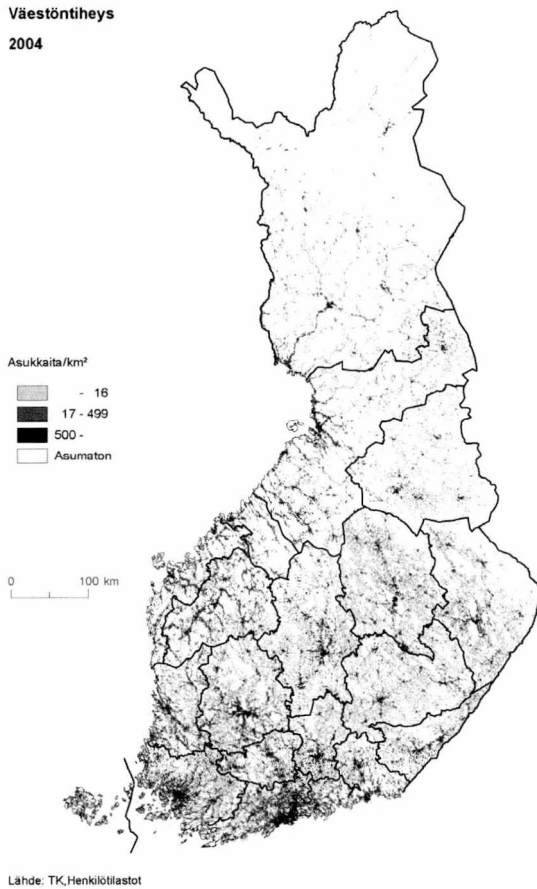 Väestöntiheys
2004
Asukkaita/km²
- 16
17 - 499
500 -
Asumaton
0 100 km
Lähde: TK,Henkilötilastot